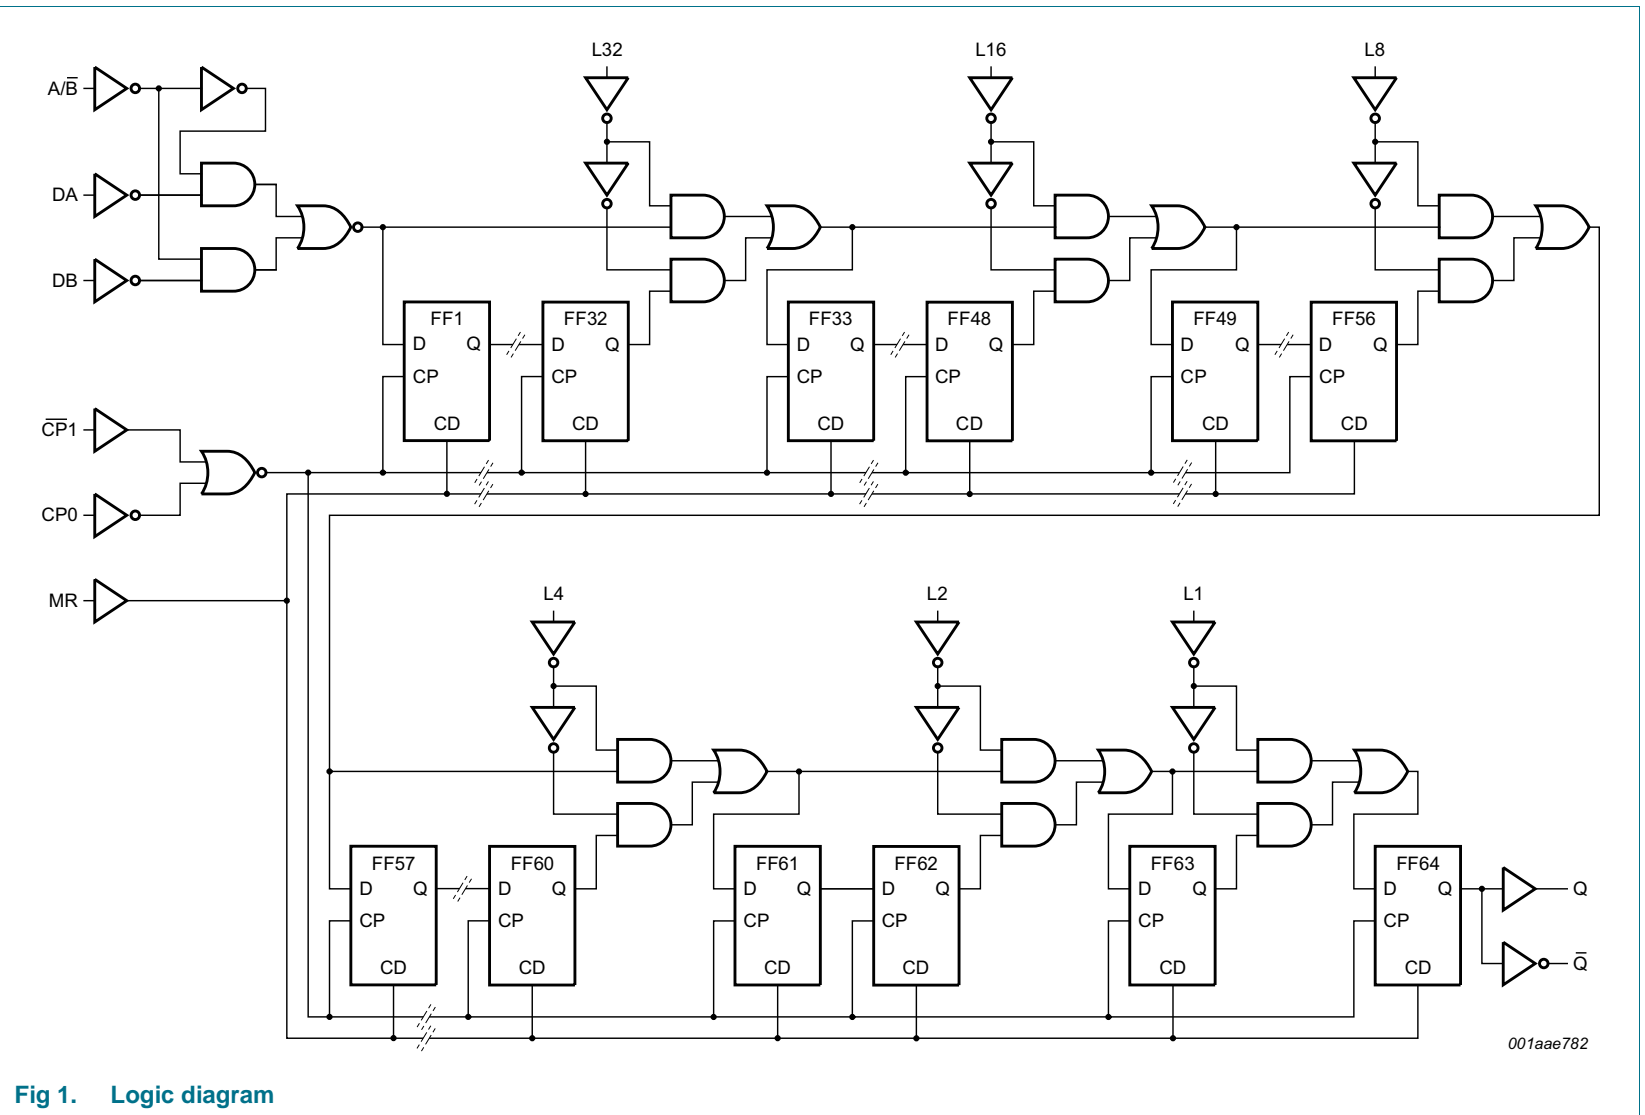 L32 L16 L8
A/B̅
DA
DB
FF1 FF32 FF33 FF48 FF49 FF56
D Q D Q D Q D Q D Q D Q
CP CP CP CP CP CP
CD CD CD CD CD CD
C̅P̅1
CP0
MR
L4 L2 L1
FF57 FF60 FF61 FF62 FF63 FF64
D Q D Q D Q D Q D Q D Q Q
CP CP CP CP CP CP
CD CD CD CD CD CD Q̅
001aae782
Fig 1. Logic diagram